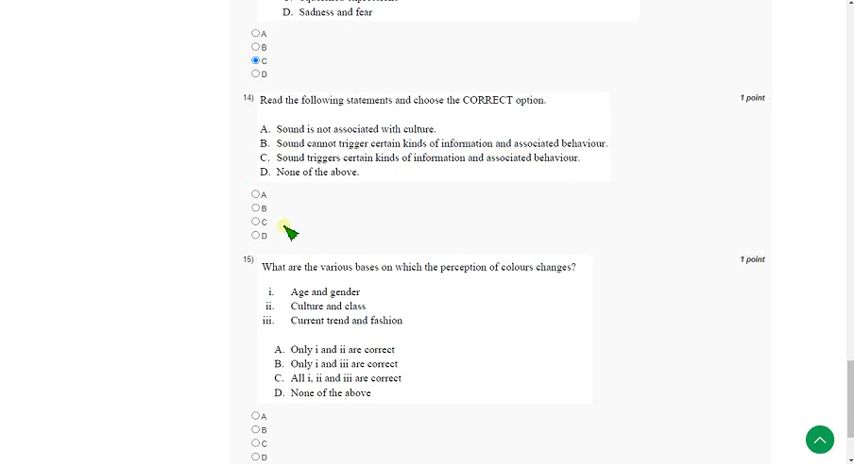 D. Sadness and fear
A
B
C
D
14) Read the following statements and choose the CORRECT option. 1 point
A. Sound is not associated with culture.
B. Sound cannot trigger certain kinds of information and associated behaviour.
C. Sound triggers certain kinds of information and associated behaviour.
D. None of the above.
A
B
C
D
15) What are the various bases on which the perception of colours changes? 1 point
i. Age and gender
ii. Culture and class
iii. Current trend and fashion
A. Only i and ii are correct
B. Only i and iii are correct
C. All i, ii and iii are correct
D. None of the above
A
B
C
D